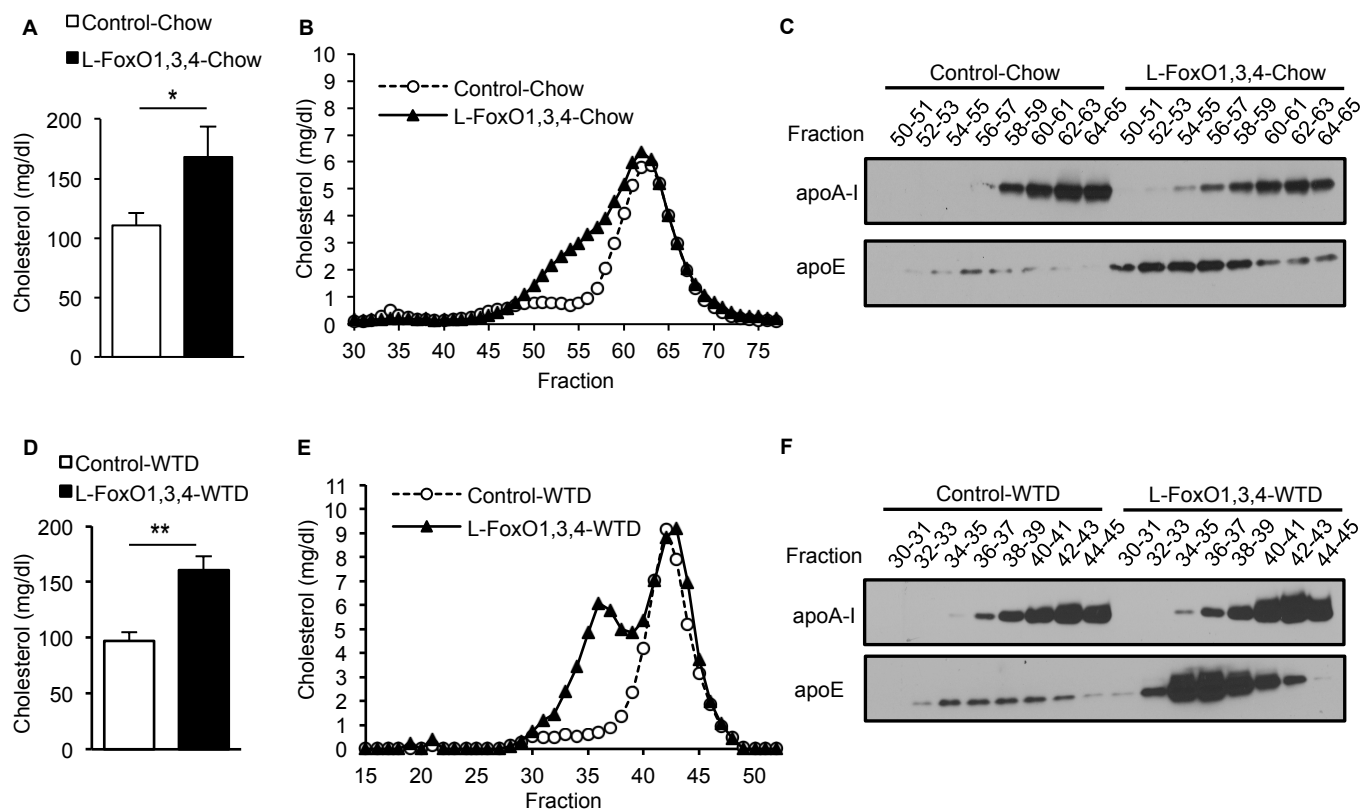 A
Control-Chow
L-FoxO1,3,4-Chow
*
Cholesterol (mg/dl)
200
150
100
50
0
B
Control-Chow
L-FoxO1,3,4-Chow
Cholesterol (mg/dl)
10
9
8
7
6
5
4
3
2
1
0
30 35 40 45 50 55 60 65 70 75
Fraction
C
Control-Chow L-FoxO1,3,4-Chow
Fraction 50-51 52-53 54-55 56-57 58-59 60-61 62-63 64-65 50-51 52-53 54-55 56-57 58-59 60-61 62-63 64-65
apoA-I
apoE
D
Control-WTD
L-FoxO1,3,4-WTD
**
Cholesterol (mg/dl)
200
150
100
50
0
E
Control-WTD
L-FoxO1,3,4-WTD
Cholesterol (mg/dl)
11
10
9
8
7
6
5
4
3
2
1
0
15 20 25 30 35 40 45 50
Fraction
F
Control-WTD L-FoxO1,3,4-WTD
Fraction 30-31 32-33 34-35 36-37 38-39 40-41 42-43 44-45 30-31 32-33 34-35 36-37 38-39 40-41 42-43 44-45
apoA-I
apoE